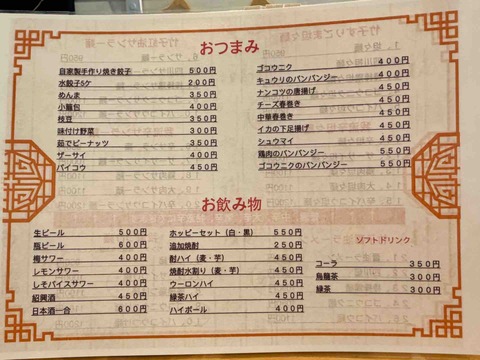 おつまみ
自家製手作り焼き餃子 500円
水餃子5ケ 200円
めんま 350円
小籠包 400円
枝豆 350円
味付け野菜 300円
茹でピーナッツ 350円
ザーサイ 400円
パイコウ 450円
ゴコウニク 400円
キュウリのバンバンジー 400円
ナンコツの唐揚げ 450円
チーズ春巻き 450円
中華春巻き 450円
イカの下足揚げ 450円
シュウマイ 450円
鶏肉のバンバンジー 550円
ゴコウニクのバンバンジー 550円
お飲み物
生ビール 500円
瓶ビール 600円
梅サワー 400円
レモンサワー 400円
しそパイスサワー 400円
紹興酒 450円
日本酒一合 600円
ホッピーセット（白・黒） 550円
追加焼酎 250円
酎ハイ（麦・芋） 450円
焼酎水割り（麦・芋） 450円
ウーロンハイ 450円
緑茶ハイ 450円
ハイボール 400円
ソフトドリンク
コーラ 350円
烏龍茶 300円
緑茶 300円